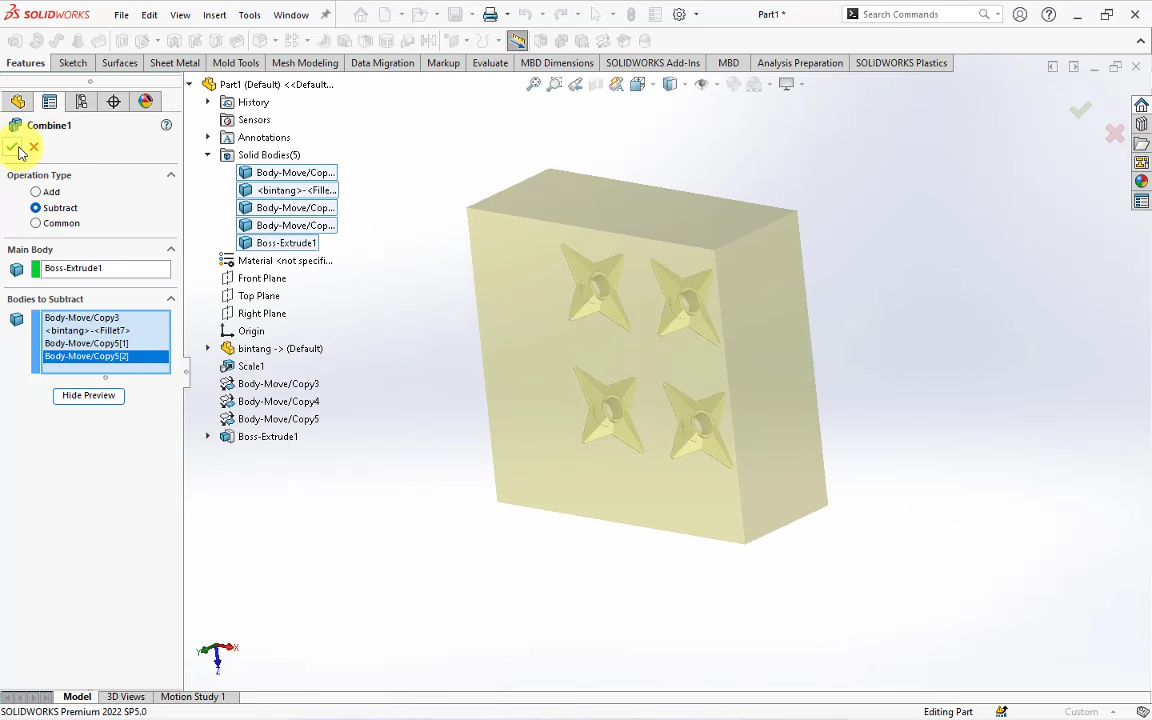 SOLIDWORKS File Edit View Insert Tools Window Part1 * Search Commands
Features Sketch Surfaces Sheet Metal Mold Tools Mesh Modeling Data Migration Markup Evaluate MBD Dimensions SOLIDWORKS Add-Ins MBD Analysis Preparation SOLIDWORKS Plastics
Combine1
Operation Type
Add
Subtract
Common
Main Body
Boss-Extrude1
Bodies to Subtract
Body-Move/Copy3
<bintang>-<Fillet7>
Body-Move/Copy5[1]
Body-Move/Copy5[2]
Hide Preview
Part1 (Default) <<Default...
History
Sensors
Annotations
Solid Bodies(5)
Body-Move/Cop...
<bintang>-<Fille...
Body-Move/Cop...
Body-Move/Cop...
Boss-Extrude1
Material <not specifi...
Front Plane
Top Plane
Right Plane
Origin
bintang -> (Default)
Scale1
Body-Move/Copy3
Body-Move/Copy4
Body-Move/Copy5
Boss-Extrude1
X
Y
Z
Model 3D Views Motion Study 1
SOLIDWORKS Premium 2022 SP5.0 Editing Part Custom